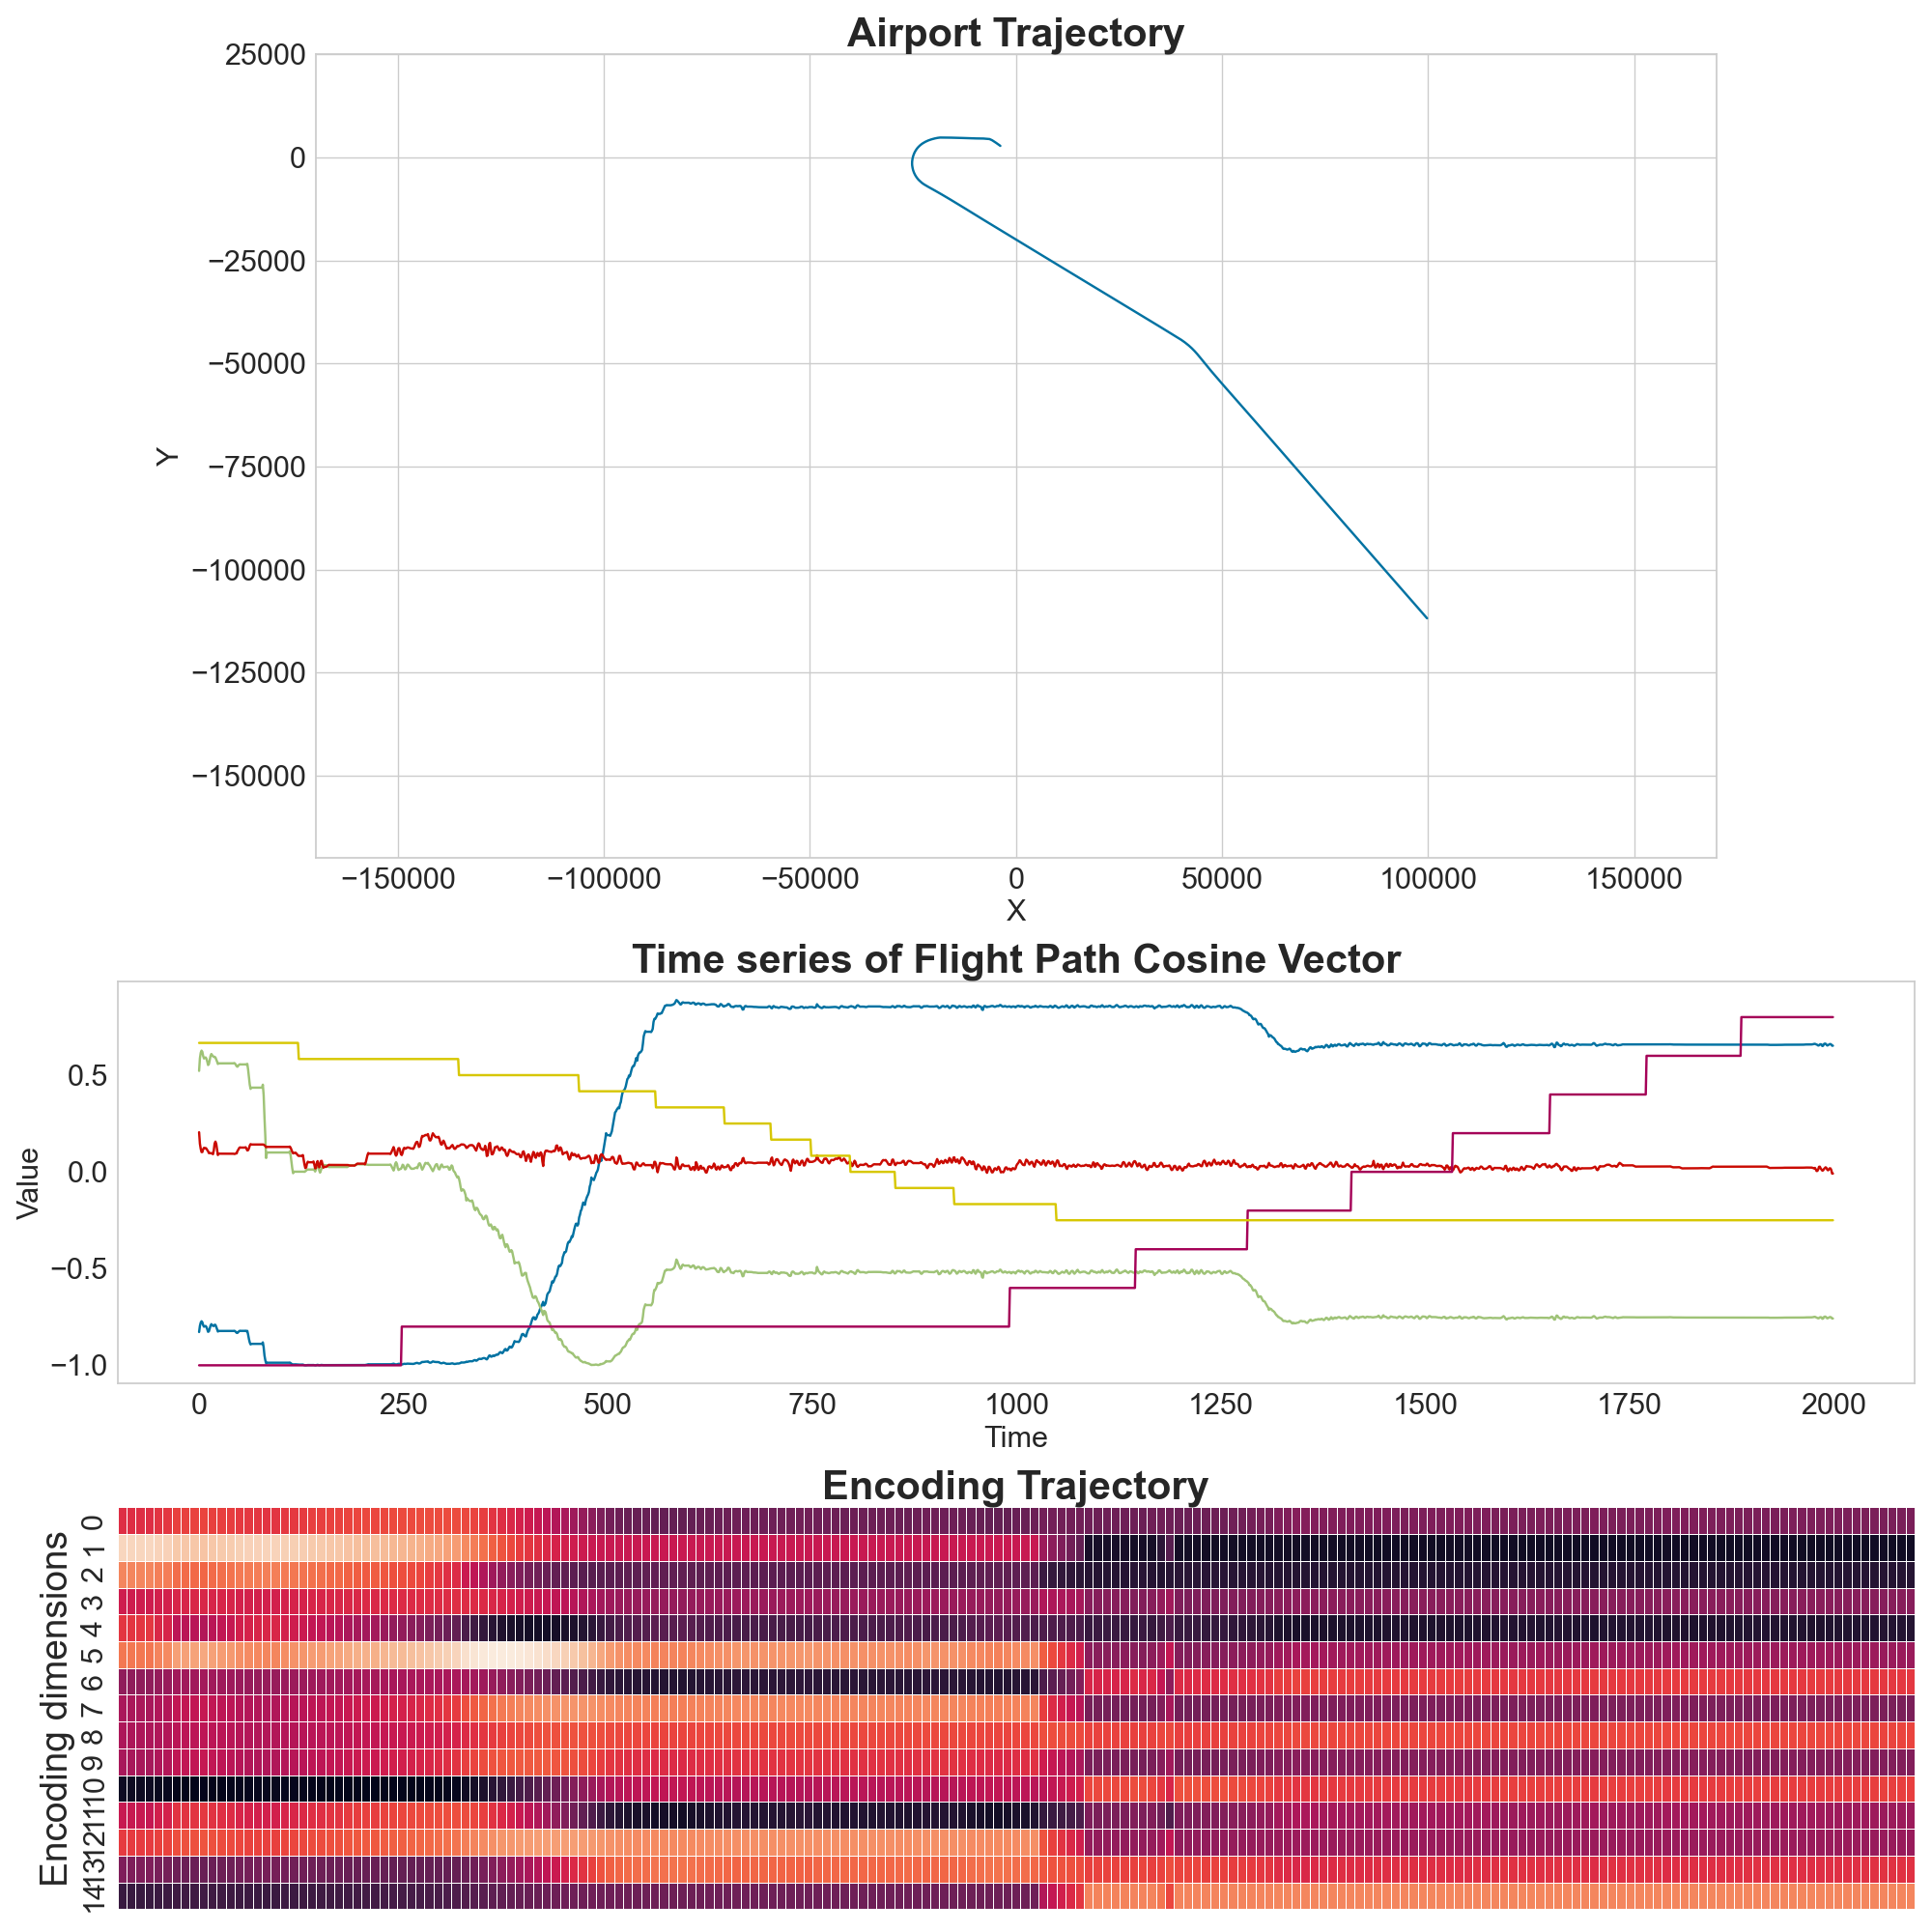 Airport Trajectory
25000
0
−25000
−50000
−75000
−100000
−125000
−150000
Y
−150000 −100000 −50000 0 50000 100000 150000
X
Time series of Flight Path Cosine Vector
0.5
0.0
−0.5
−1.0
Value
0 250 500 750 1000 1250 1500 1750 2000
Time
Encoding Trajectory
Encoding dimensions
0
1
2
3
4
5
6
7
8
9
10
11
12
13
14